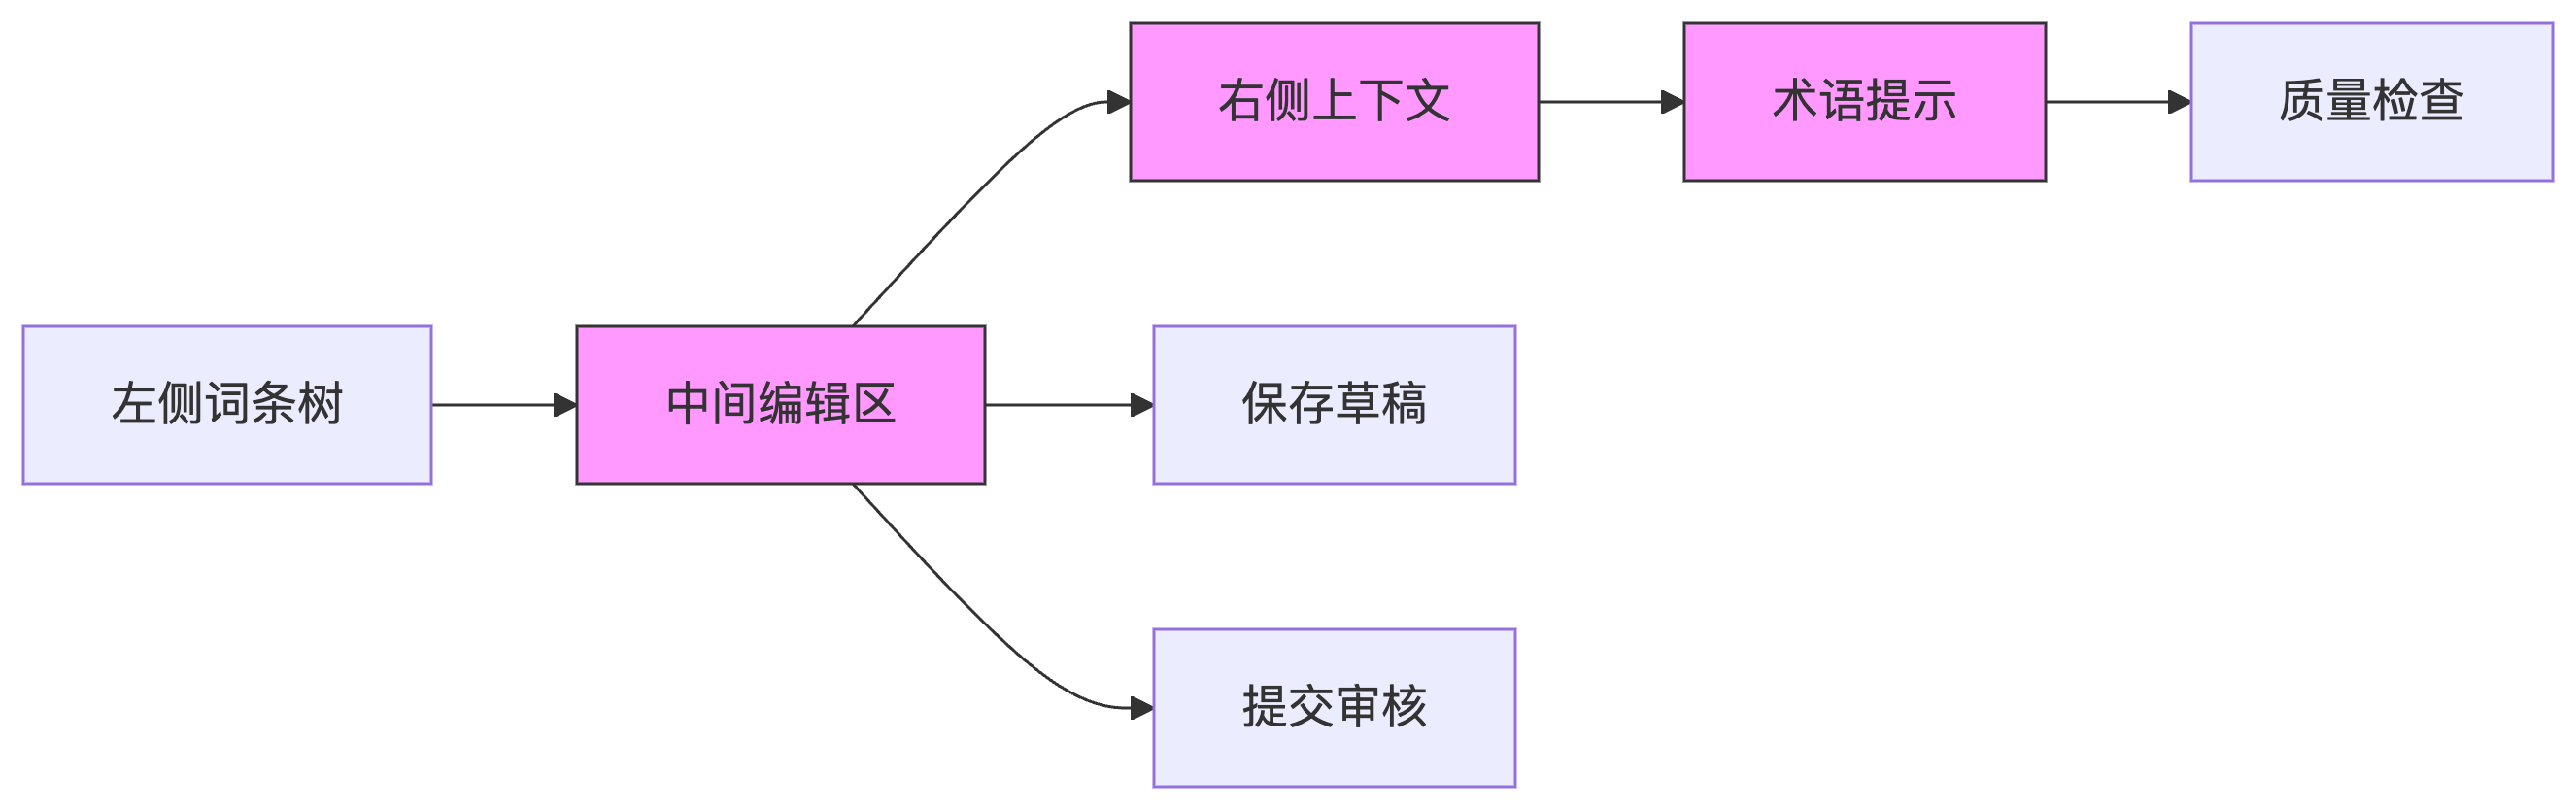 右侧上下文
术语提示
质量检查
左侧词条树
中间编辑区
保存草稿
提交审核